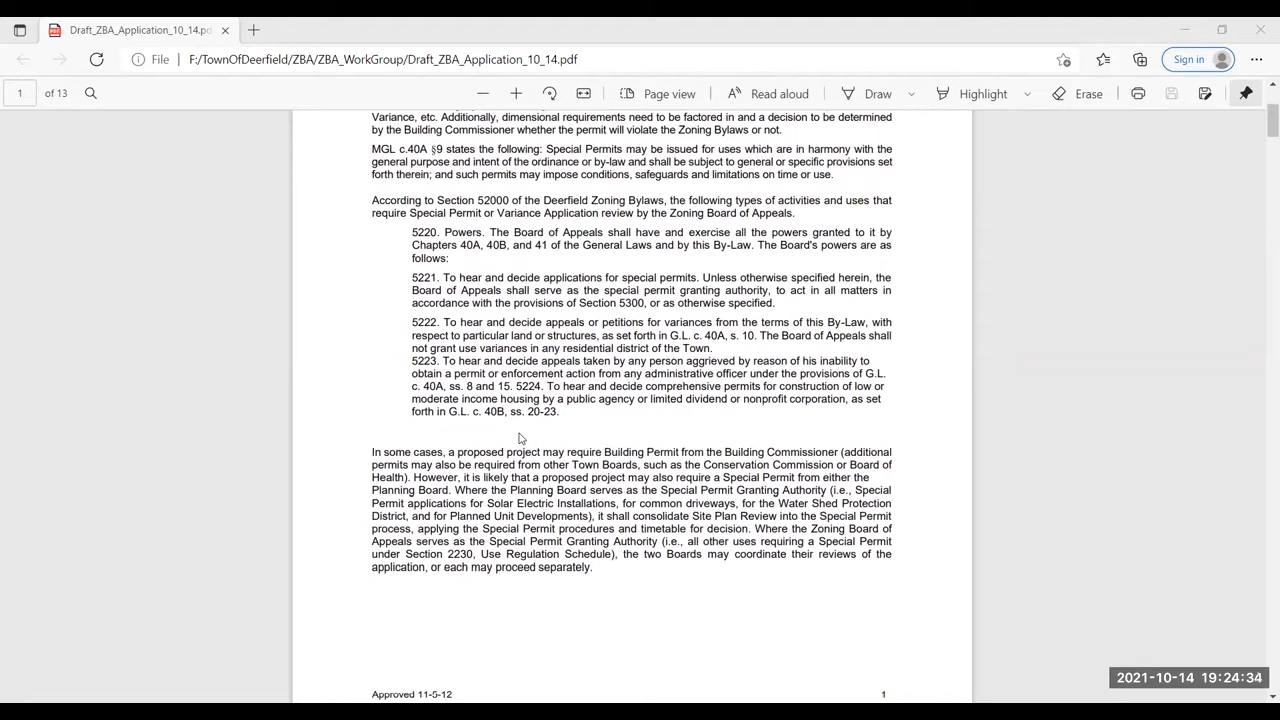 Draft_ZBA_Application_10_14.pd
File
F:/TownOfDeerfield/ZBA/ZBA_WorkGroup/Draft_ZBA_Application_10_14.pdf
Sign in
1 of 13
Page view
Read aloud
Draw
Highlight
Erase
Variance, etc. Additionally, dimensional requirements need to be factored in and a decision to be determined
by the Building Commissioner whether the permit will violate the Zoning Bylaws or not.
MGL c.40A §9 states the following: Special Permits may be issued for uses which are in harmony with the
general purpose and intent of the ordinance or by-law and shall be subject to general or specific provisions set
forth therein; and such permits may impose conditions, safeguards and limitations on time or use.
According to Section 52000 of the Deerfield Zoning Bylaws, the following types of activities and uses that
require Special Permit or Variance Application review by the Zoning Board of Appeals.
5220. Powers. The Board of Appeals shall have and exercise all the powers granted to it by
Chapters 40A, 40B, and 41 of the General Laws and by this By-Law. The Board's powers are as
follows:
5221. To hear and decide applications for special permits. Unless otherwise specified herein, the
Board of Appeals shall serve as the special permit granting authority, to act in all matters in
accordance with the provisions of Section 5300, or as otherwise specified.
5222. To hear and decide appeals or petitions for variances from the terms of this By-Law, with
respect to particular land or structures, as set forth in G.L. c. 40A, s. 10. The Board of Appeals shall
not grant use variances in any residential district of the Town.
5223. To hear and decide appeals taken by any person aggrieved by reason of his inability to
obtain a permit or enforcement action from any administrative officer under the provisions of G.L.
c. 40A, ss. 8 and 15. 5224. To hear and decide comprehensive permits for construction of low or
moderate income housing by a public agency or limited dividend or nonprofit corporation, as set
forth in G.L. c. 40B, ss. 20-23.
In some cases, a proposed project may require Building Permit from the Building Commissioner (additional
permits may also be required from other Town Boards, such as the Conservation Commission or Board of
Health). However, it is likely that a proposed project may also require a Special Permit from either the
Planning Board. Where the Planning Board serves as the Special Permit Granting Authority (i.e., Special
Permit applications for Solar Electric Installations, for common driveways, for the Water Shed Protection
District, and for Planned Unit Developments), it shall consolidate Site Plan Review into the Special Permit
process, applying the Special Permit procedures and timetable for decision. Where the Zoning Board of
Appeals serves as the Special Permit Granting Authority (i.e., all other uses requiring a Special Permit
under Section 2230, Use Regulation Schedule), the two Boards may coordinate their reviews of the
application, or each may proceed separately.
Approved 11-5-12 1
2021-10-14 19:24:34